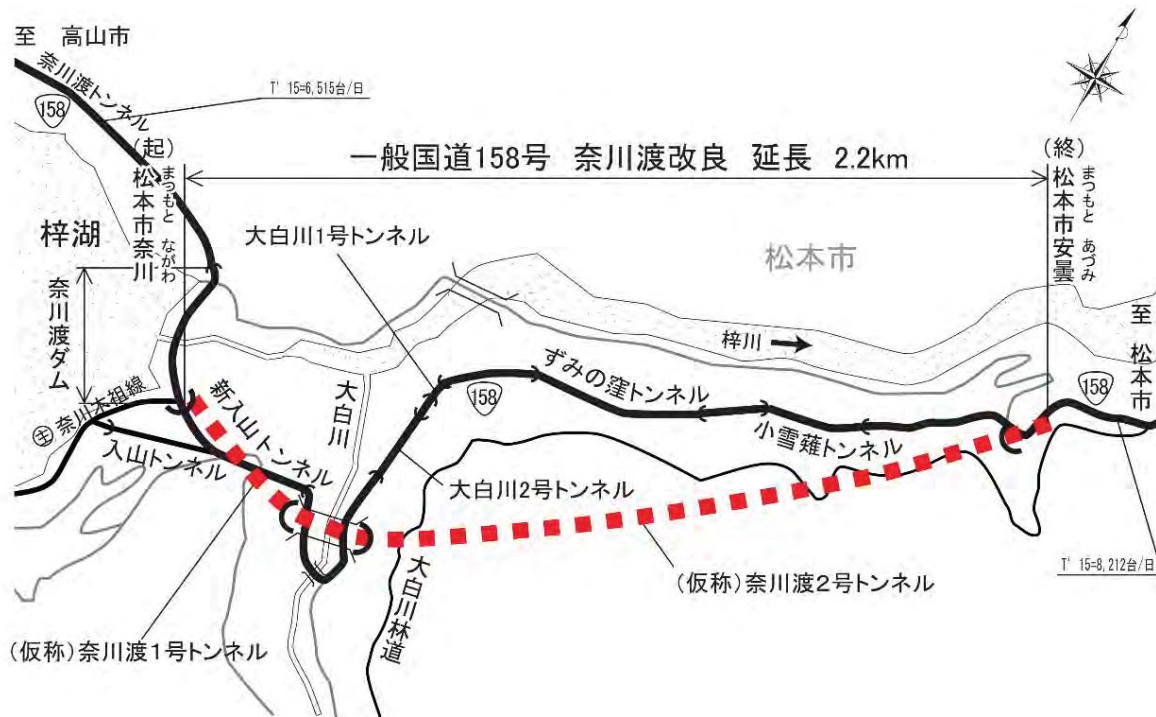 至 高山市
奈川渡トンネル
158
T' 15=6,515台/日
(起)
松本市奈川
まつもと ながわ
一般国道158号 奈川渡改良 延長 2.2km
(終)
松本市安曇
まつもと あづみ
梓湖
奈川渡ダム
大白川1号トンネル
松本市
梓川
至 松本市
ずみの窪トンネル
158
158
主 奈川木祖線
新入山トンネル
大白川
小雪薙トンネル
入山トンネル
大白川2号トンネル
T' 15=8,212台/日
(仮称)奈川渡2号トンネル
大白川林道
(仮称)奈川渡1号トンネル